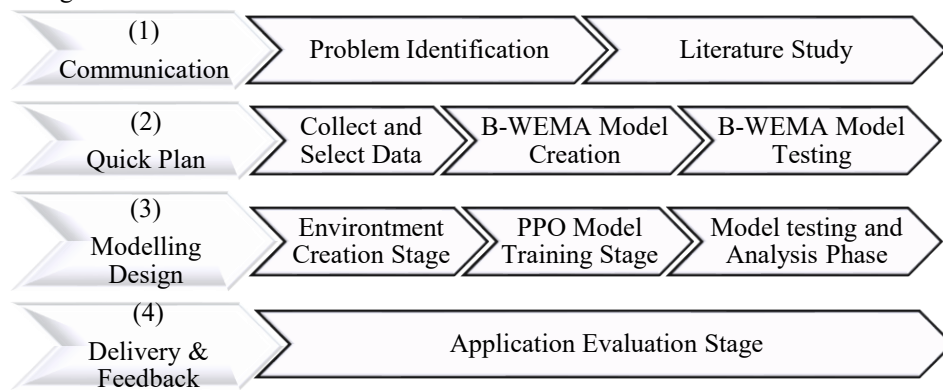 (1)
Communication
Problem Identification
Literature Study
(2)
Quick Plan
Collect and
Select Data
B-WEMA Model
Creation
B-WEMA Model
Testing
(3)
Modelling
Design
Environtment
Creation Stage
PPO Model
Training Stage
Model testing and
Analysis Phase
(4)
Delivery &
Feedback
Application Evaluation Stage